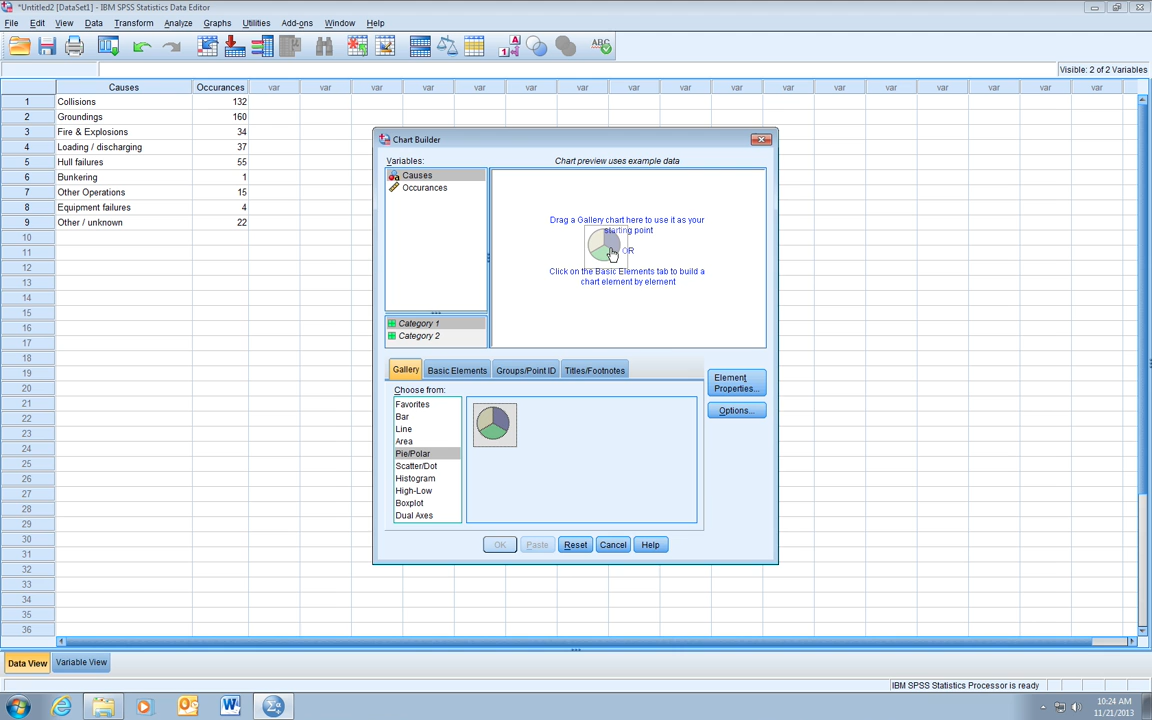 *Untitled2 [DataSet1] - IBM SPSS Statistics Data Editor
File Edit View Data Transform Analyze Graphs Utilities Add-ons Window Help
Visible: 2 of 2 Variables
Causes Occurances var var var var var var var var var var var var var var var var var
1 Collisions 132
2 Groundings 160
3 Fire & Explosions 34
4 Loading / discharging 37
5 Hull failures 55
6 Bunkering 1
7 Other Operations 15
8 Equipment failures 4
9 Other / unknown 22
10
11
12
13
14
15
16
17
18
19
20
21
22
23
24
25
26
27
28
29
30
31
32
33
34
35
36
Chart Builder
Variables:
Chart preview uses example data
Causes
Occurances
Category 1
Category 2
Drag a Gallery chart here to use it as your
starting point
OR
Click on the Basic Elements tab to build a
chart element by element
Gallery Basic Elements Groups/Point ID Titles/Footnotes
Choose from:
Favorites
Bar
Line
Area
Pie/Polar
Scatter/Dot
Histogram
High-Low
Boxplot
Dual Axes
Element
Properties...
Options...
OK Paste Reset Cancel Help
Data View Variable View
IBM SPSS Statistics Processor is ready
10:24 AM
11/21/2013